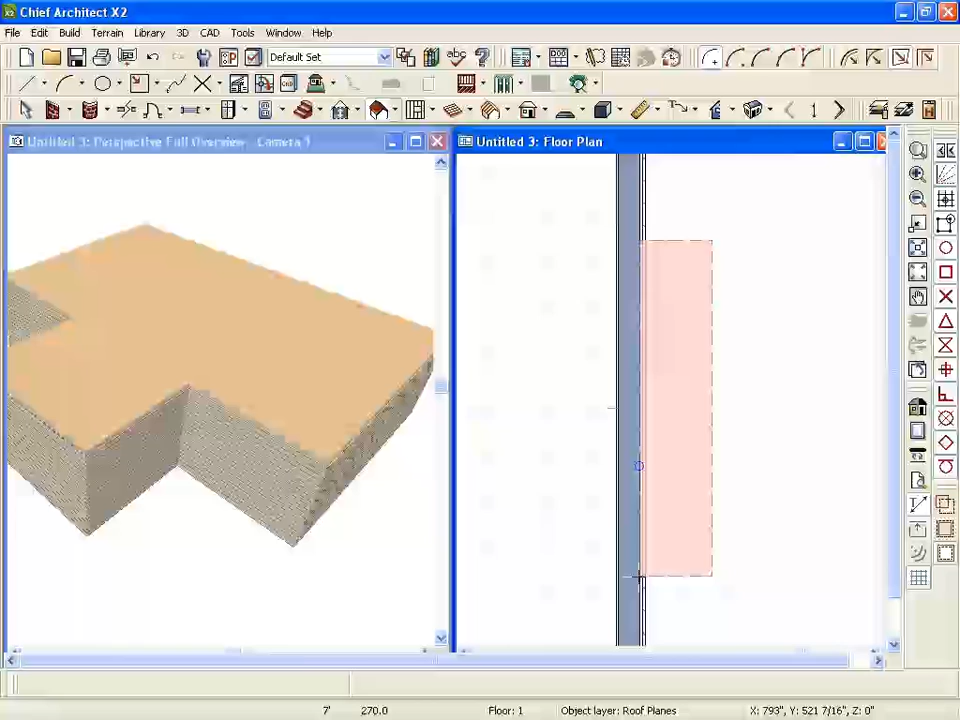 Chief Architect X2
File Edit Build Terrain Library 3D CAD Tools Window Help
Default Set
1
Untitled 3: Perspective Full Overview - Camera 1
Untitled 3: Floor Plan
7' 270.0 Floor: 1 Object layer: Roof Planes X: 793", Y: 521 7/16", Z: 0"